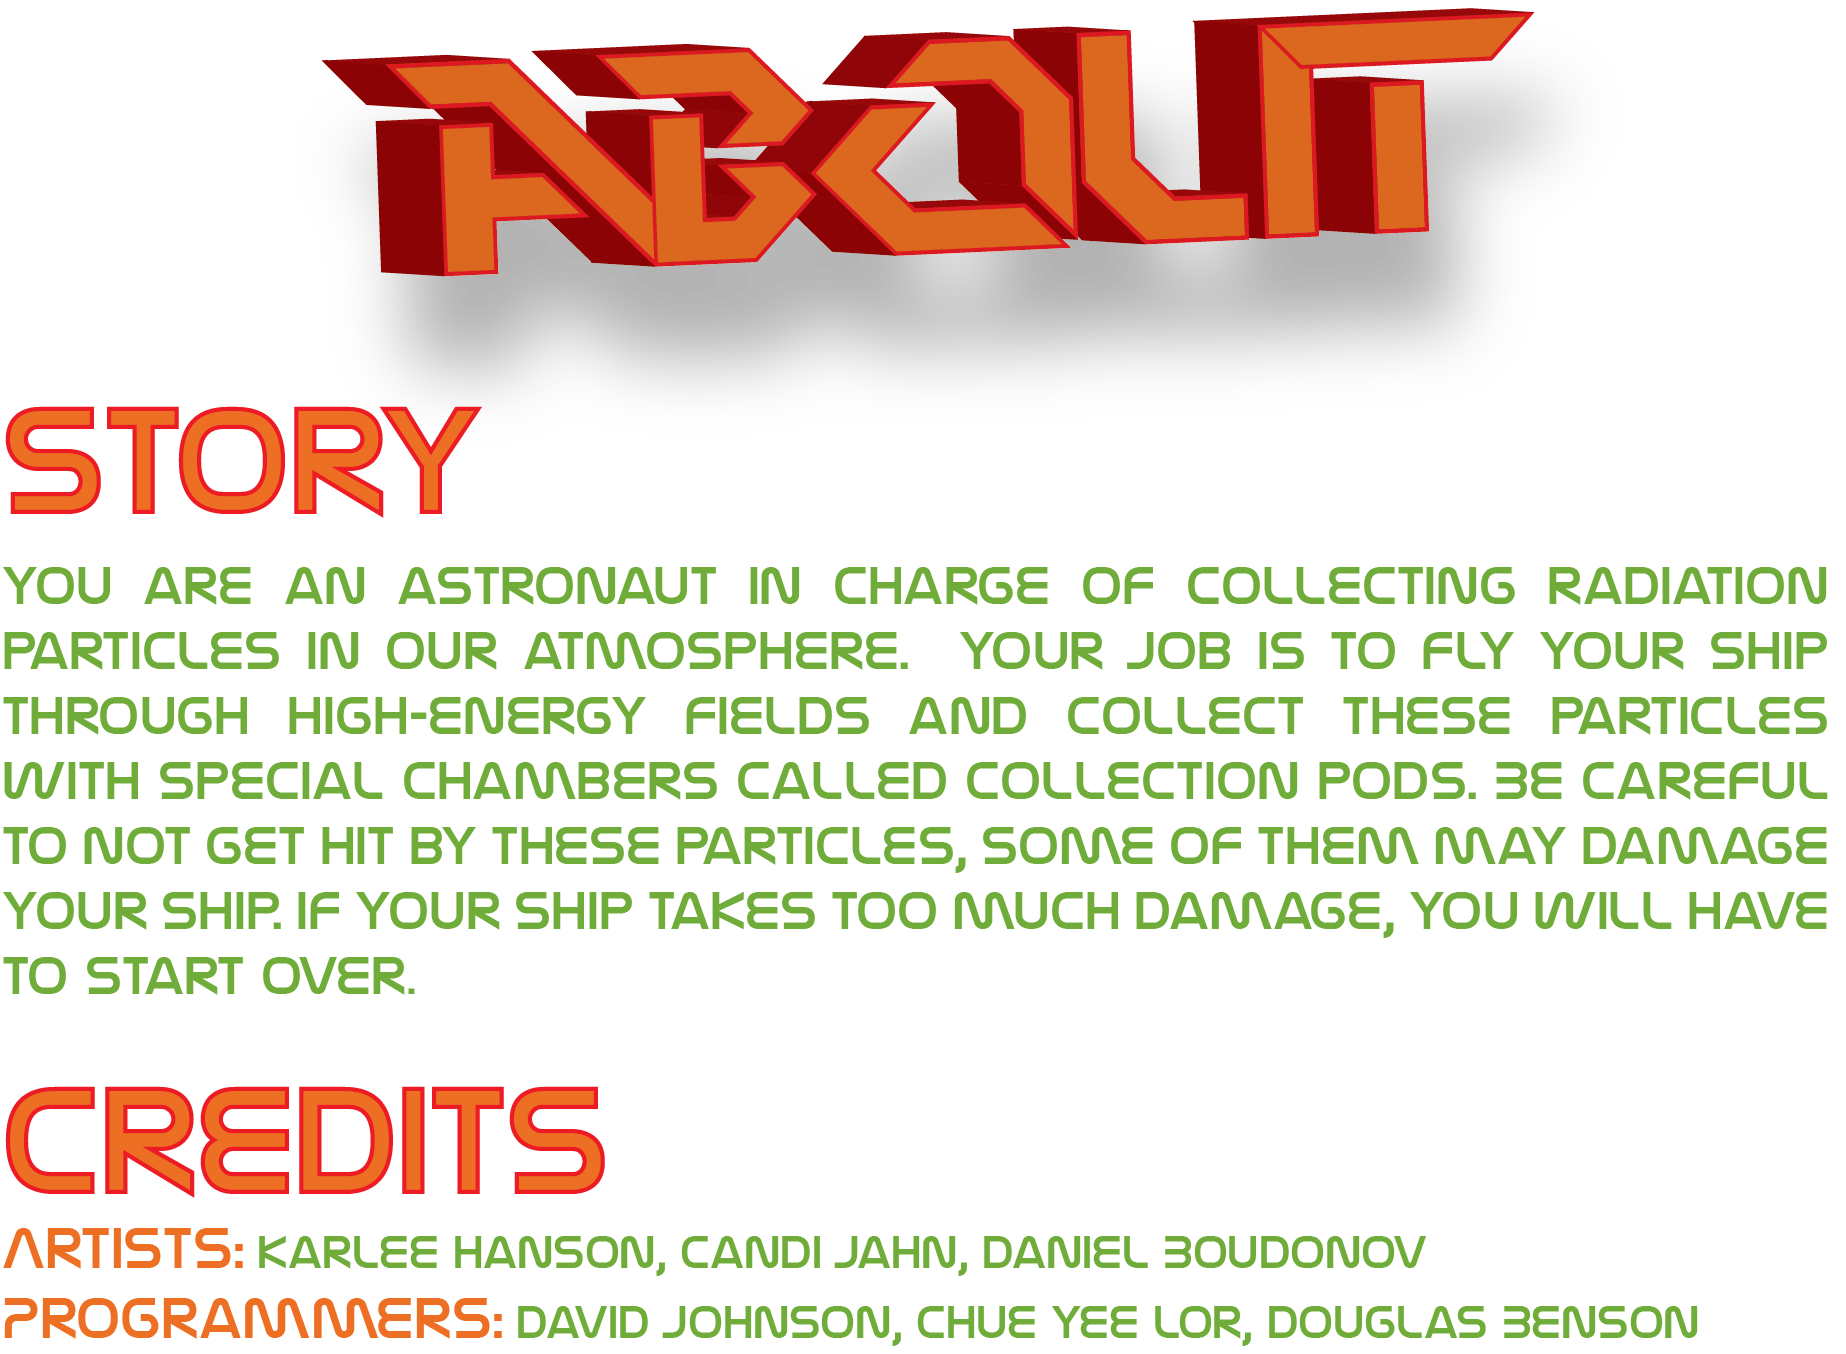 ABOUT
STORY
YOU ARE AN ASTRONAUT IN CHARGE OF COLLECTING RADIATION
PARTICLES IN OUR ATMOSPHERE. YOUR JOB IS TO FLY YOUR SHIP
THROUGH HIGH-ENERGY FIELDS AND COLLECT THESE PARTICLES
WITH SPECIAL CHAMBERS CALLED COLLECTION PODS. BE CAREFUL
TO NOT GET HIT BY THESE PARTICLES, SOME OF THEM MAY DAMAGE
YOUR SHIP. IF YOUR SHIP TAKES TOO MUCH DAMAGE, YOU WILL HAVE
TO START OVER.
CREDITS
ARTISTS: KARLEE HANSON, CANDI JAHN, DANIEL BOUDONOV
PROGRAMMERS: DAVID JOHNSON, CHUE YEE LOR, DOUGLAS BENSON